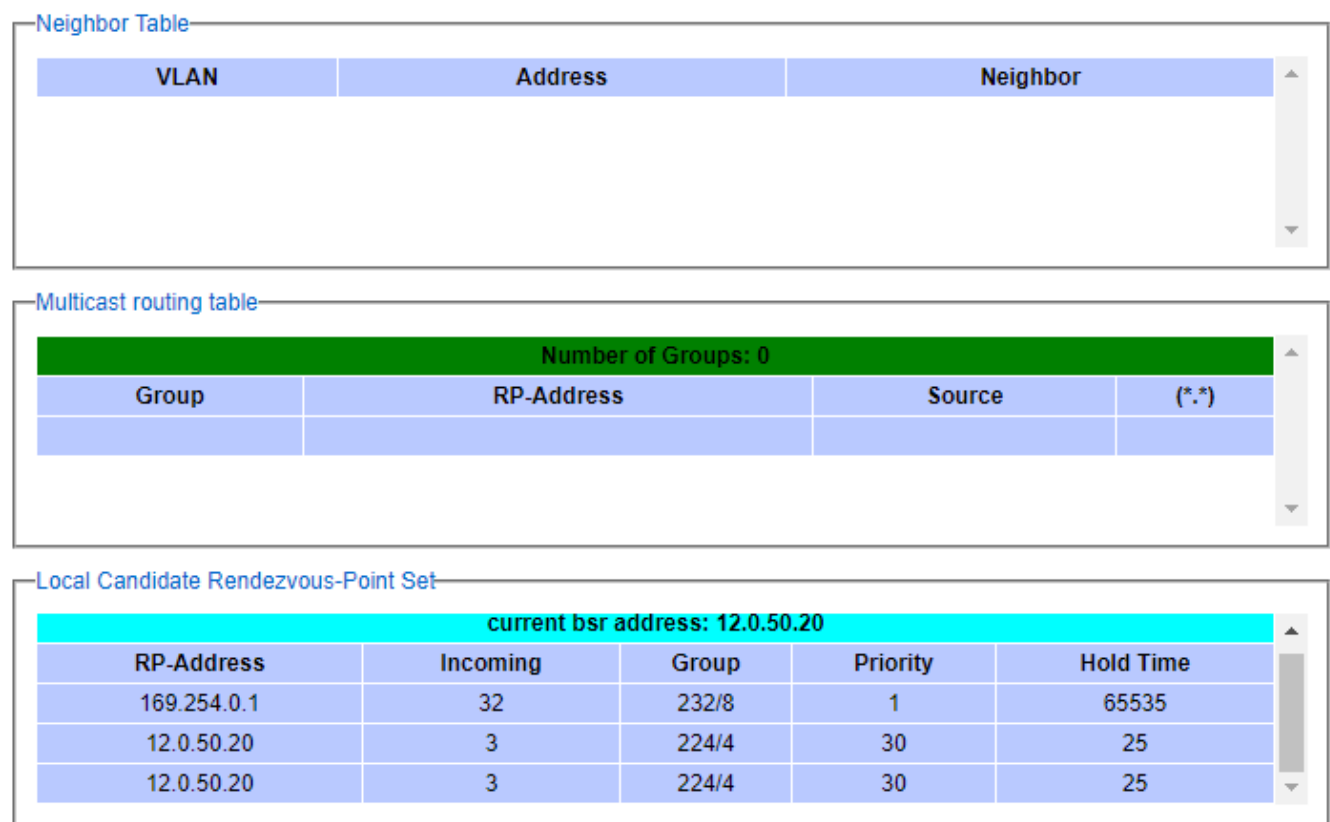 Neighbor Table
VLAN Address Neighbor
Multicast routing table
Number of Groups: 0
Group RP-Address Source (*.*)
Local Candidate Rendezvous-Point Set
current bsr address: 12.0.50.20
RP-Address Incoming Group Priority Hold Time
169.254.0.1 32 232/8 1 65535
12.0.50.20 3 224/4 30 25
12.0.50.20 3 224/4 30 25